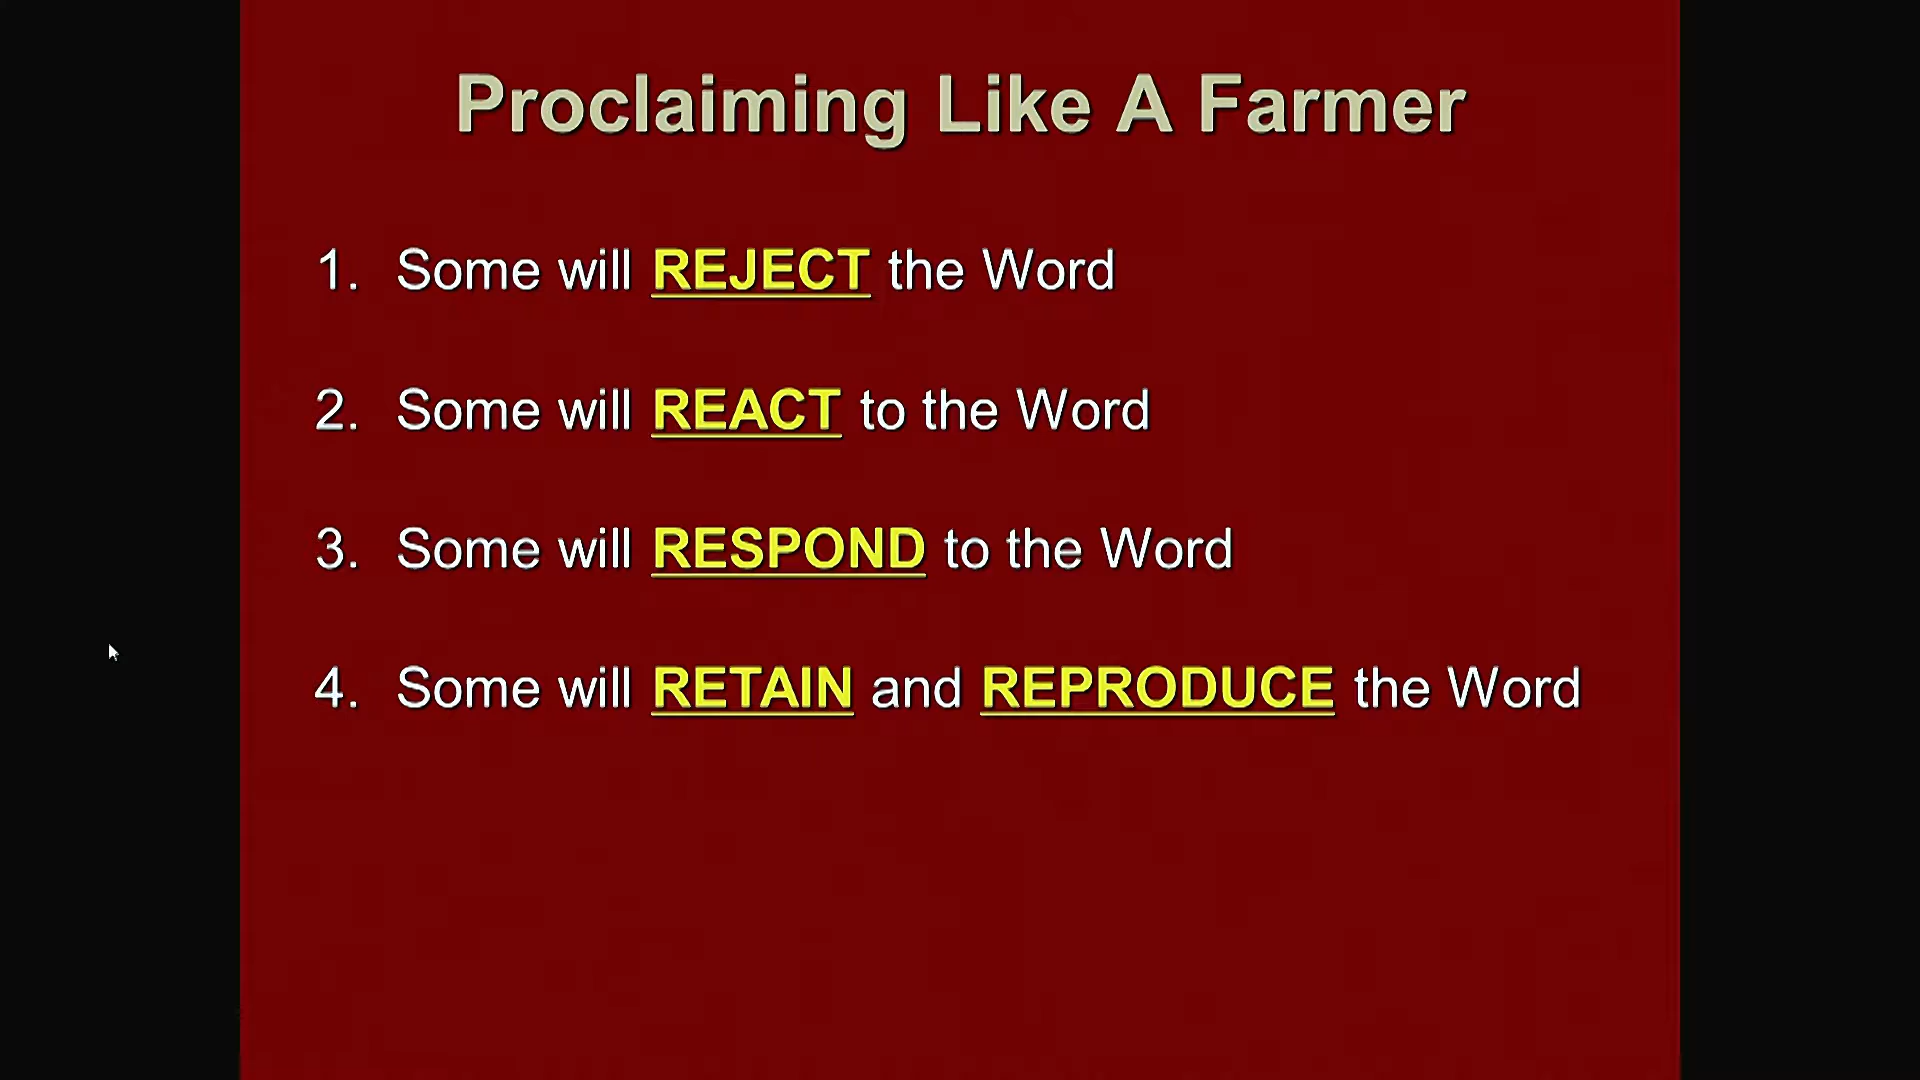 Proclaiming Like A Farmer
1. Some will REJECT the Word
2. Some will REACT to the Word
3. Some will RESPOND to the Word
4. Some will RETAIN and REPRODUCE the Word